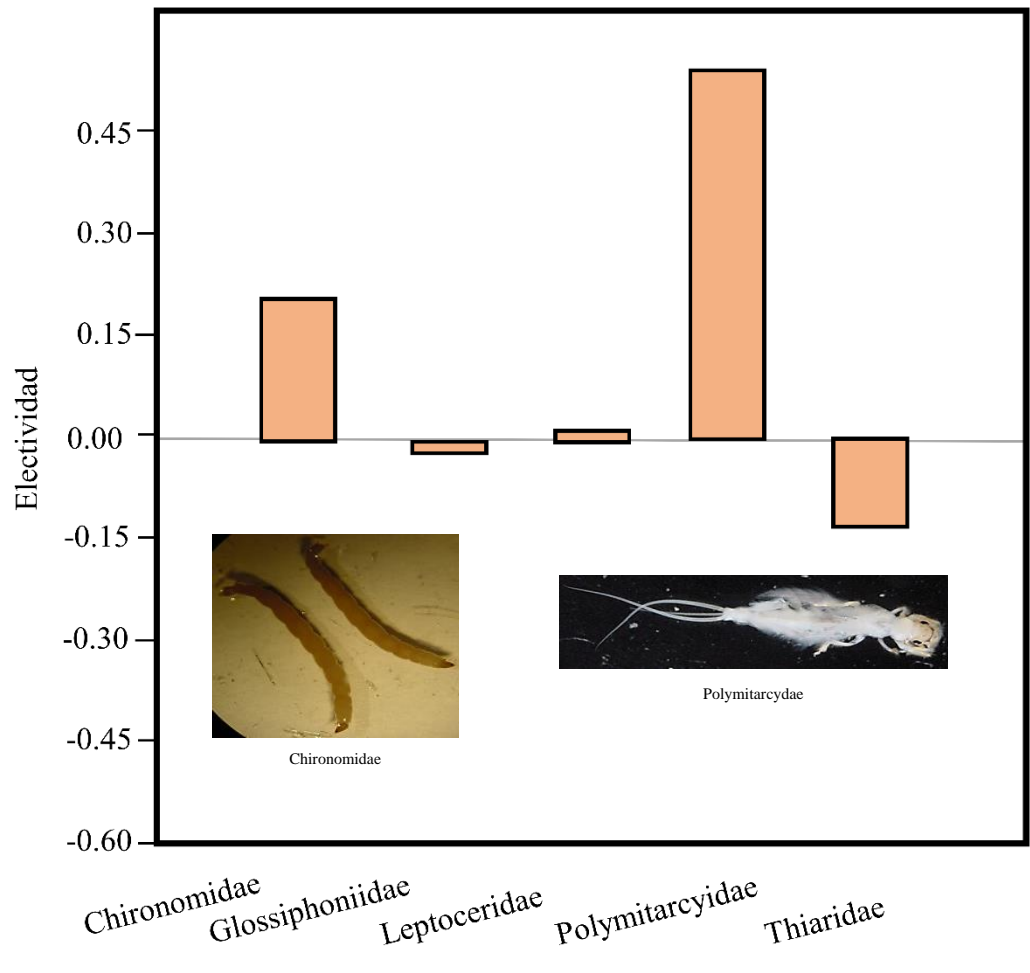 Electividad
0.45
0.30
0.15
0.00
-0.15
-0.30
-0.45
-0.60
Chironomidae
Polymitarcydae
Chironomidae
Glossiphoniidae
Leptoceridae
Polymitarcyidae
Thiaridae